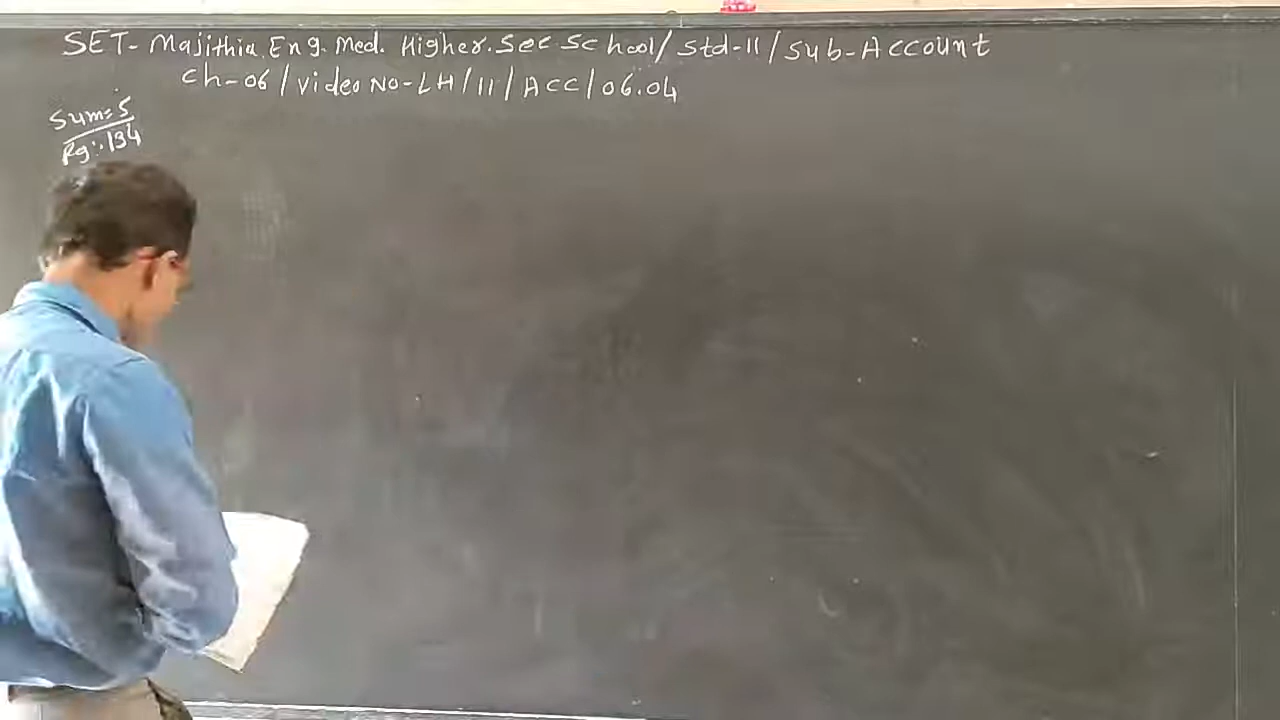 SET- Majithia Eng. Med. Higher. Sec School/ Std-11 / Sub-Account
Ch-06 / Video No-LH / 11 / ACC / 06.04
Sum:5
Pg:.134